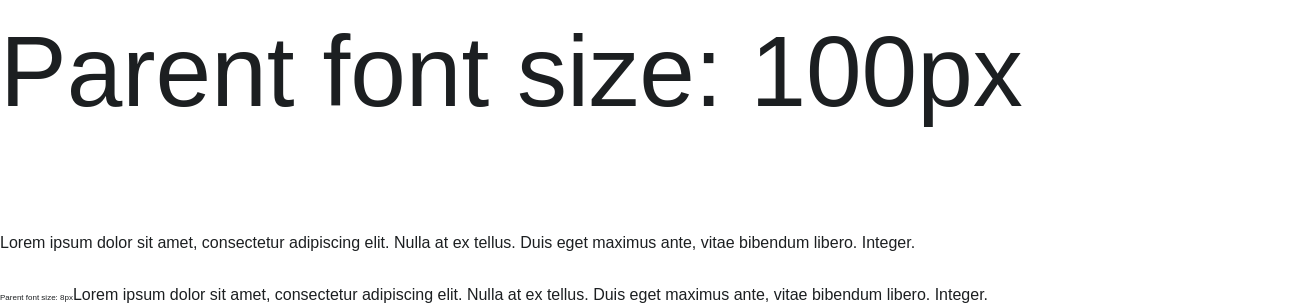 Parent font size: 100px
Lorem ipsum dolor sit amet, consectetur adipiscing elit. Nulla at ex tellus. Duis eget maximus ante, vitae bibendum libero. Integer.
Parent font size: 8pxLorem ipsum dolor sit amet, consectetur adipiscing elit. Nulla at ex tellus. Duis eget maximus ante, vitae bibendum libero. Integer.